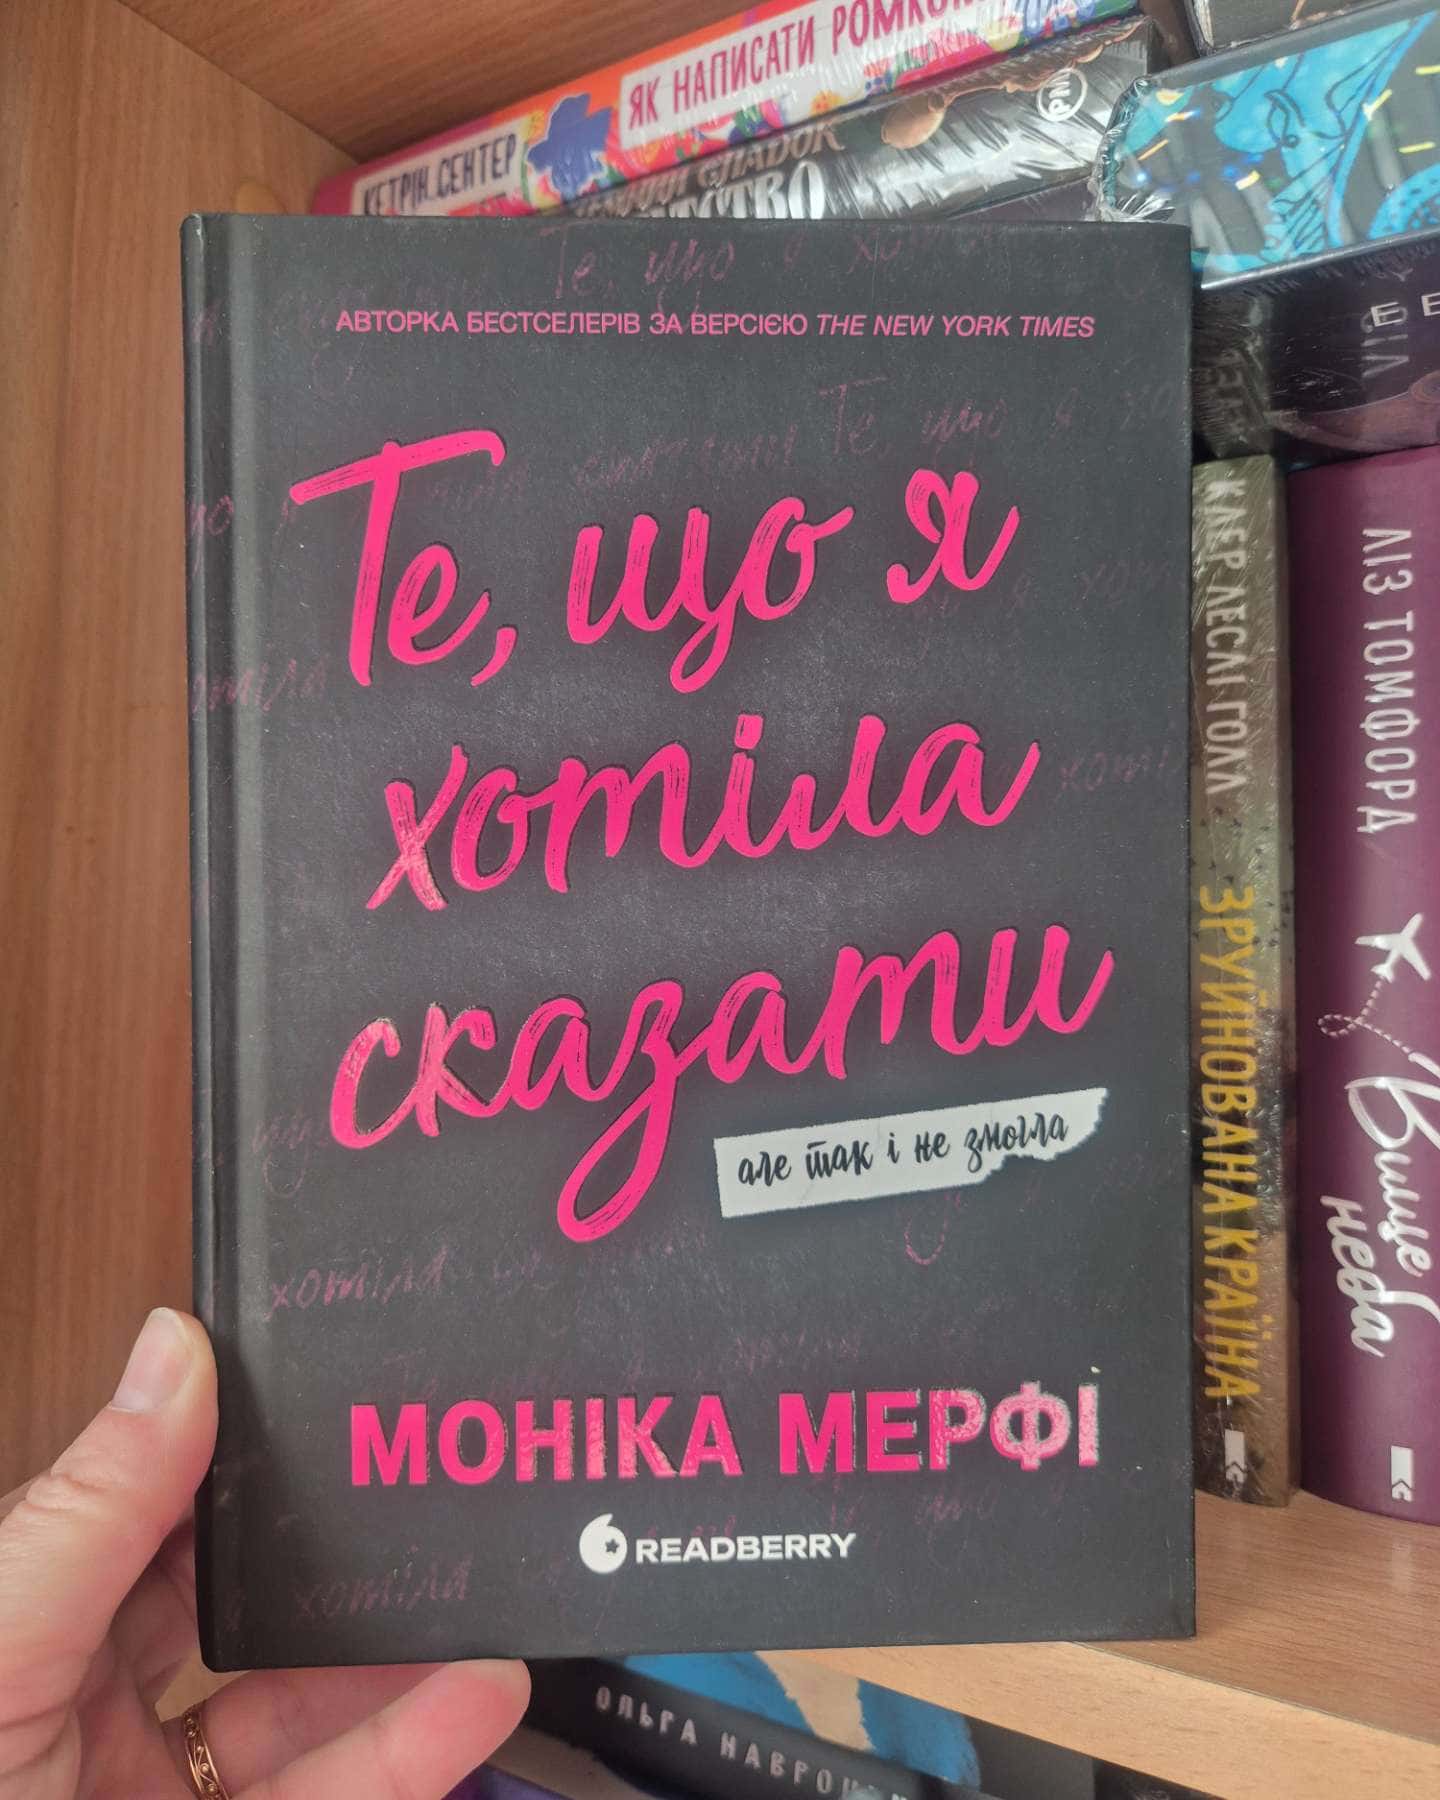 КЕТРІН СЕНТЕР
ЯК НАПИСАТИ РОМКОМ
PM
АВТОРКА БЕСТСЕЛЕРІВ ЗА ВЕРСІЄЮ THE NEW YORK TIMES
Те, що я
хотіла
сказати
але так і не змогла
МОНІКА МЕРФІ
READBERRY
КЛЕР ЛЕСЛІ ГОЛЛ
ЗРУЙНОВАНА КРАЇНА
ЛІЗ ТОМФОРД
Вище
неба
ОЛЬГА